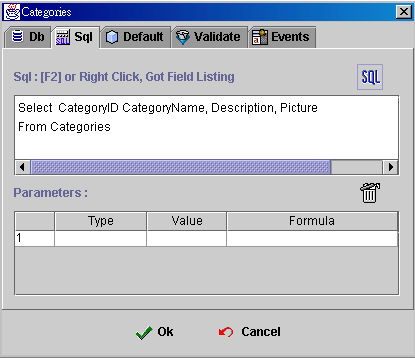 Categories
Db Sql Default Validate Events
Sql : [F2] or Right Click, Got Field Listing SQL
Select CategoryID CategoryName, Description, Picture
From Categories
Parameters :
Type Value Formula
1
Ok Cancel